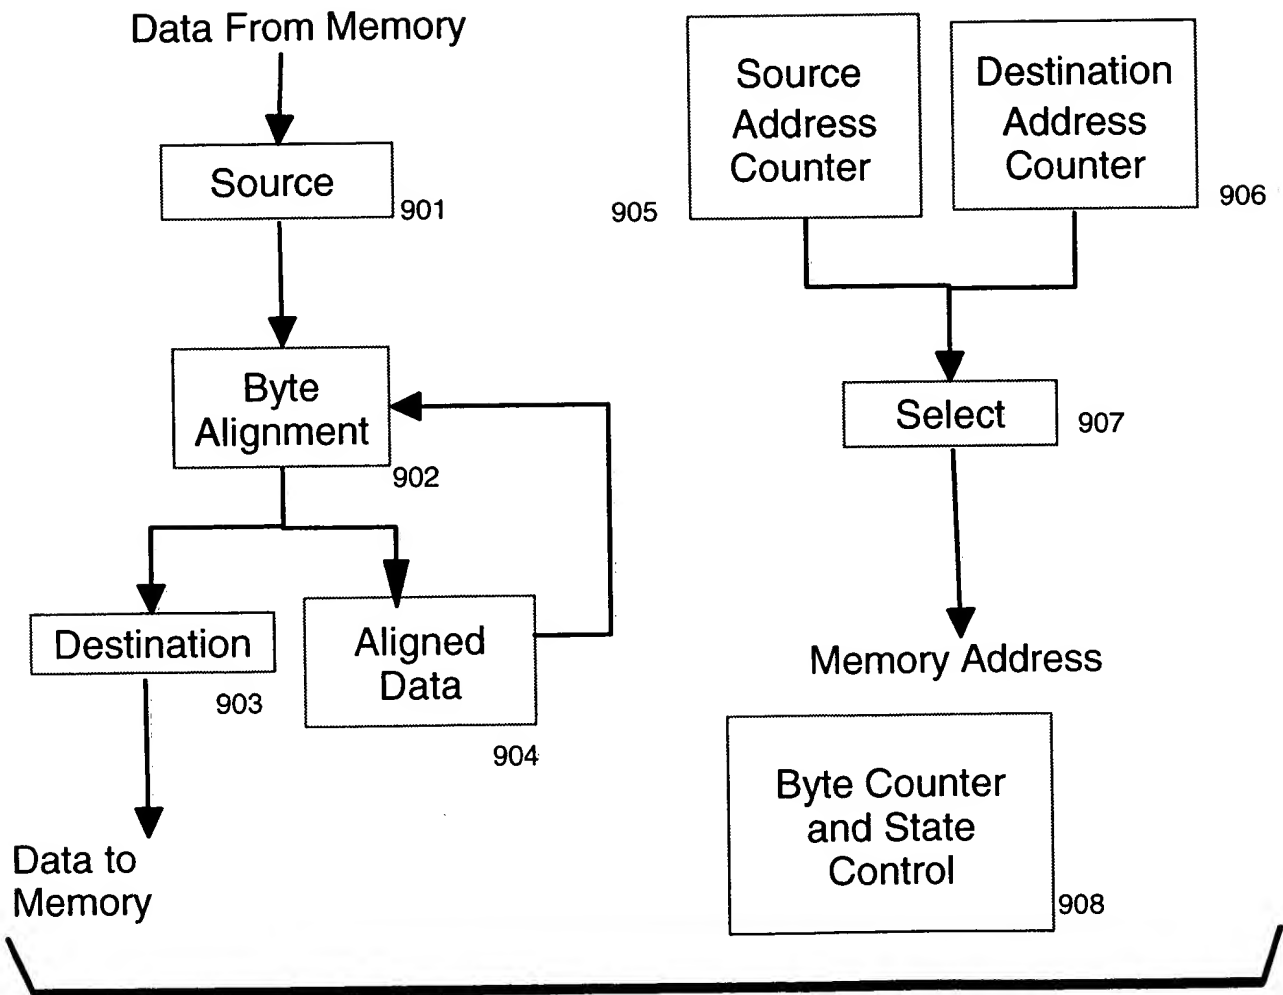 Data From Memory
Source
901
Byte
Alignment
902
Destination
903
Aligned
Data
904
Data to
Memory
Source
Address
Counter
905
Destination
Address
Counter
906
Select
907
Memory Address
Byte Counter
and State
Control
908